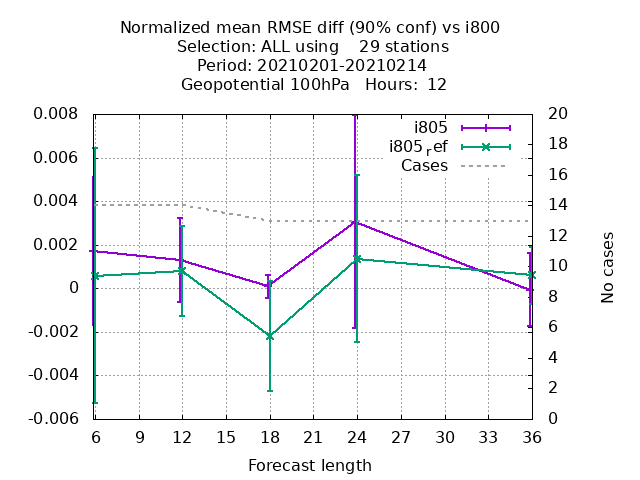 Normalized mean RMSE diff (90% conf) vs i800
Selection: ALL using    29 stations
Period: 20210201-20210214
Geopotential 100hPa   Hours:  12
i805
i805ref
Cases
0.008
0.006
0.004
0.002
0
-0.002
-0.004
-0.006
20
18
16
14
12
10
8
6
4
2
0
No cases
6 9 12 15 18 21 24 27 30 33 36
Forecast length